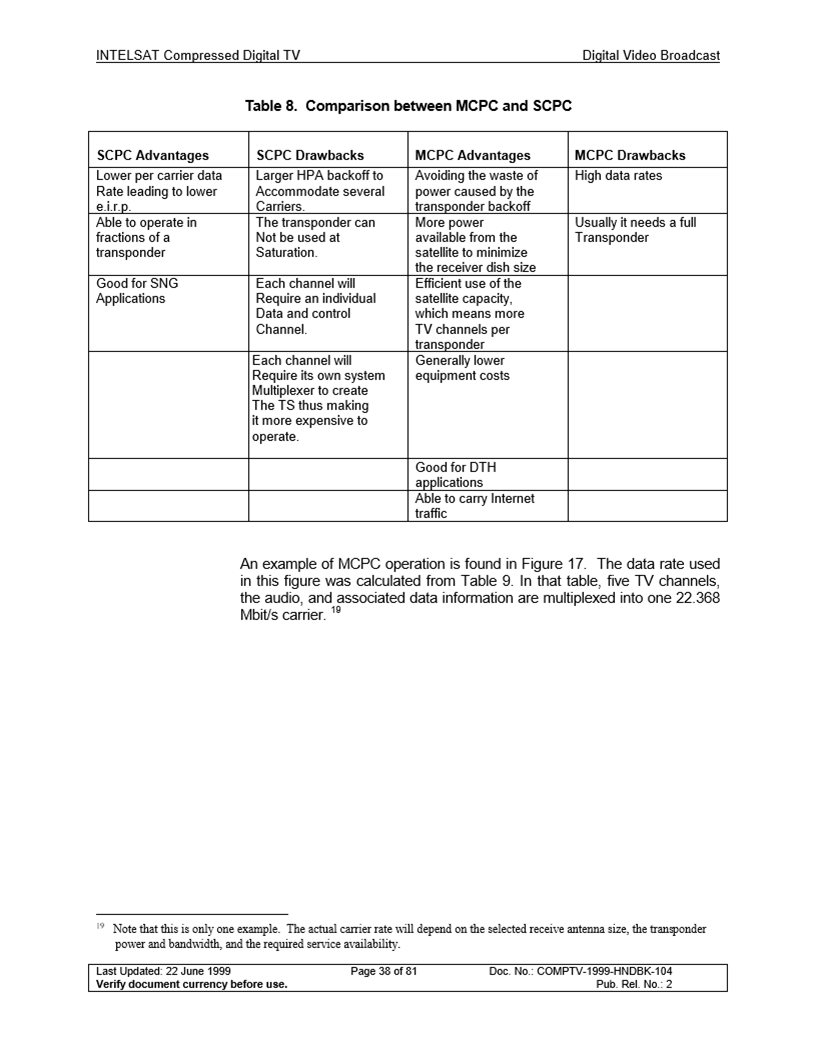 INTELSAT Compressed Digital TV Digital Video Broadcast
Table 8. Comparison between MCPC and SCPC
SCPC Advantages SCPC Drawbacks MCPC Advantages MCPC Drawbacks
Lower per carrier data
Rate leading to lower
e.i.r.p.
Larger HPA backoff to
Accommodate several
Carriers.
Avoiding the waste of
power caused by the
transponder backoff
High data rates
Able to operate in
fractions of a
transponder
The transponder can
Not be used at
Saturation.
More power
available from the
satellite to minimize
the receiver dish size
Usually it needs a full
Transponder
Good for SNG
Applications
Each channel will
Require an individual
Data and control
Channel.
Efficient use of the
satellite capacity,
which means more
TV channels per
transponder
Each channel will
Require its own system
Multiplexer to create
The TS thus making
it more expensive to
operate.
Generally lower
equipment costs
Good for DTH
applications
Able to carry Internet
traffic
An example of MCPC operation is found in Figure 17. The data rate used
in this figure was calculated from Table 9. In that table, five TV channels,
the audio, and associated data information are multiplexed into one 22.368
Mbit/s carrier. 19
19 Note that this is only one example. The actual carrier rate will depend on the selected receive antenna size, the transponder
power and bandwidth, and the required service availability.
Last Updated: 22 June 1999 Page 38 of 81 Doc. No.: COMPTV-1999-HNDBK-104
Verify document currency before use. Pub. Rel. No.: 2